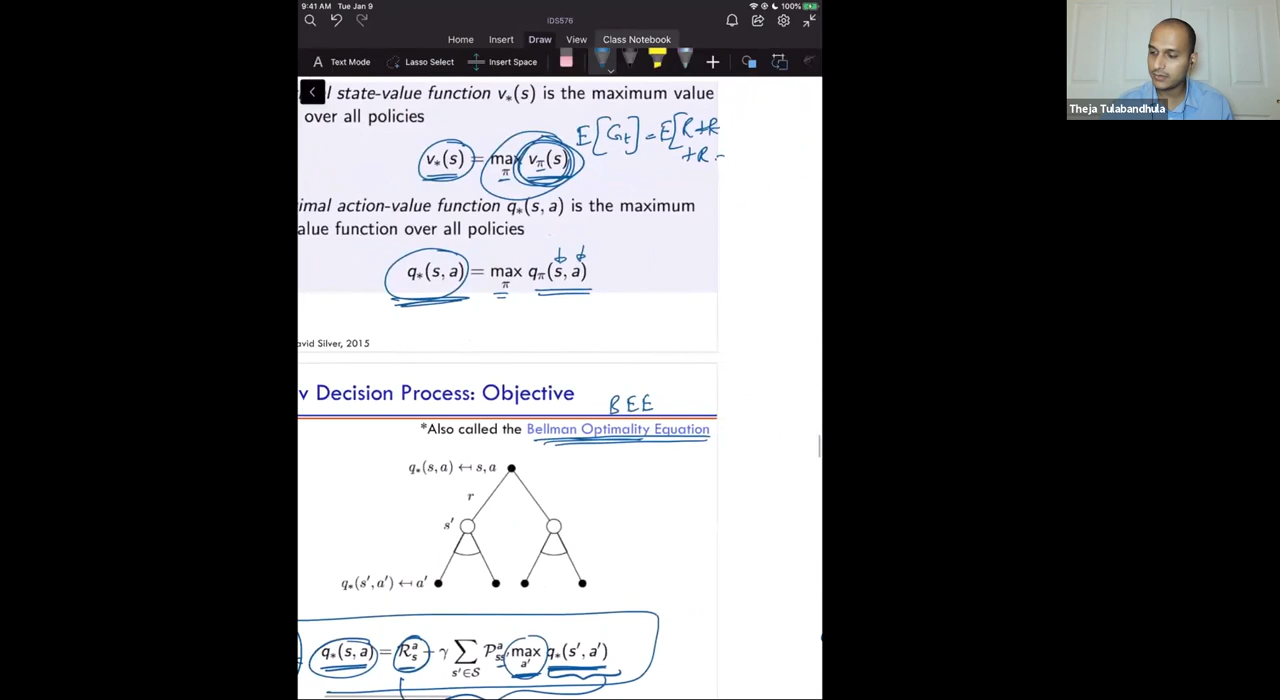 9:41 AM Tue Jan 9
100%
IDS576
Home Insert Draw View Class Notebook
Text Mode Lasso Select Insert Space
Theja Tulabandhula
l state-value function v*(s) is the maximum value
over all policies
E[Gt] = E[R+R
+R
v*(s) = max vπ(s)
π
imal action-value function q*(s, a) is the maximum
alue function over all policies
q*(s, a) = max qπ(s, a)
π
avid Silver, 2015
v Decision Process: Objective
BEE
*Also called the Bellman Optimality Equation
q*(s, a) ↤ s, a
r
s′
q*(s′, a′) ↤ a′
q*(s, a) = R^a_s + γ ∑ P^a_ss′ max q*(s′, a′)
s′∈S a′